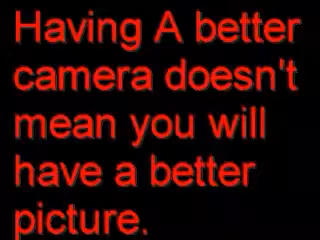 Having A better
camera doesn't
mean you will
have a better
picture.